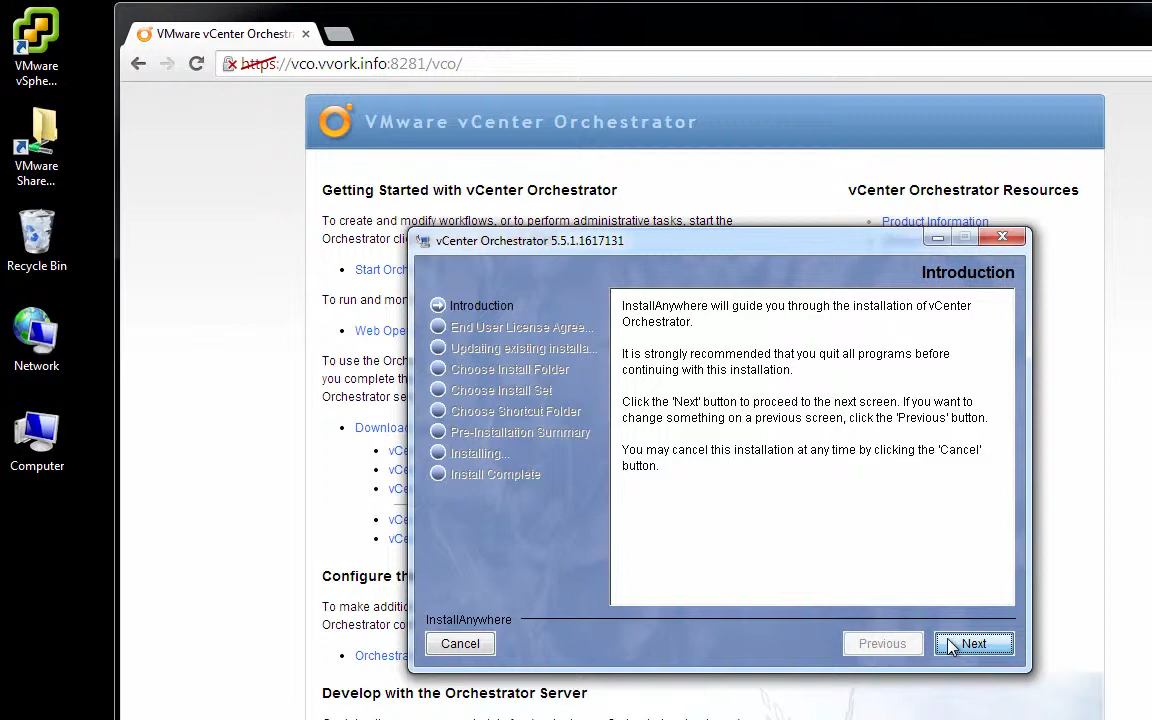 VMware vCenter Orchestr
https://vco.vvork.info:8281/vco/
VMware
vSphe...
VMware
Share...
Recycle Bin
Network
Computer
VMware vCenter Orchestrator
Getting Started with vCenter Orchestrator
To create and modify workflows, or to perform administrative tasks, start the
Orchestrator cli
Start Orch
To run and mon
Web Ope
To use the Orch
you complete th
Orchestrator se
Downloa
vCe
vCe
vCe
vCe
vCe
Configure th
To make additio
Orchestrator co
Orchestra
Develop with the Orchestrator Server
vCenter Orchestrator Resources
Product Information
vCenter Orchestrator 5.5.1.1617131
Introduction
Introduction
End User License Agree...
Updating existing installa...
Choose Install Folder
Choose Install Set
Choose Shortcut Folder
Pre-Installation Summary
Installing...
Install Complete
InstallAnywhere will guide you through the installation of vCenter
Orchestrator.
It is strongly recommended that you quit all programs before
continuing with this installation.
Click the 'Next' button to proceed to the next screen. If you want to
change something on a previous screen, click the 'Previous' button.
You may cancel this installation at any time by clicking the 'Cancel'
button.
InstallAnywhere
Cancel
Previous
Next